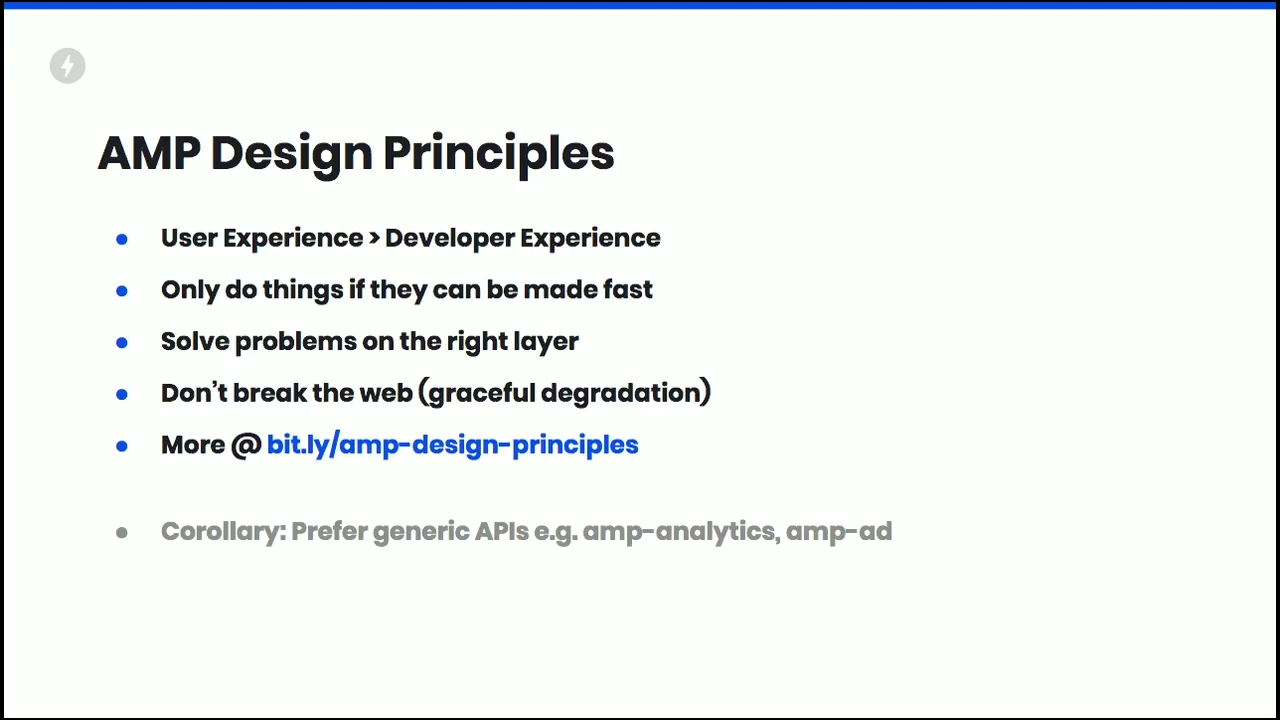 AMP Design Principles
User Experience > Developer Experience
Only do things if they can be made fast
Solve problems on the right layer
Don’t break the web (graceful degradation)
More @ bit.ly/amp-design-principles
Corollary: Prefer generic APIs e.g. amp-analytics, amp-ad